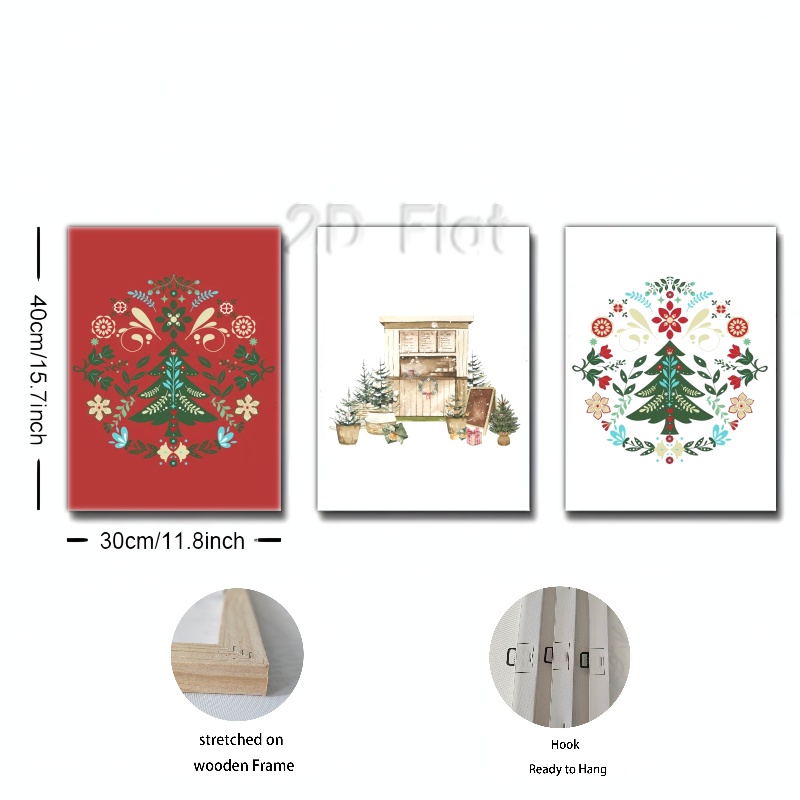 2D Flat
40cm/15.7inch
30cm/11.8inch
stretched on
wooden Frame
Hook
Ready to Hang